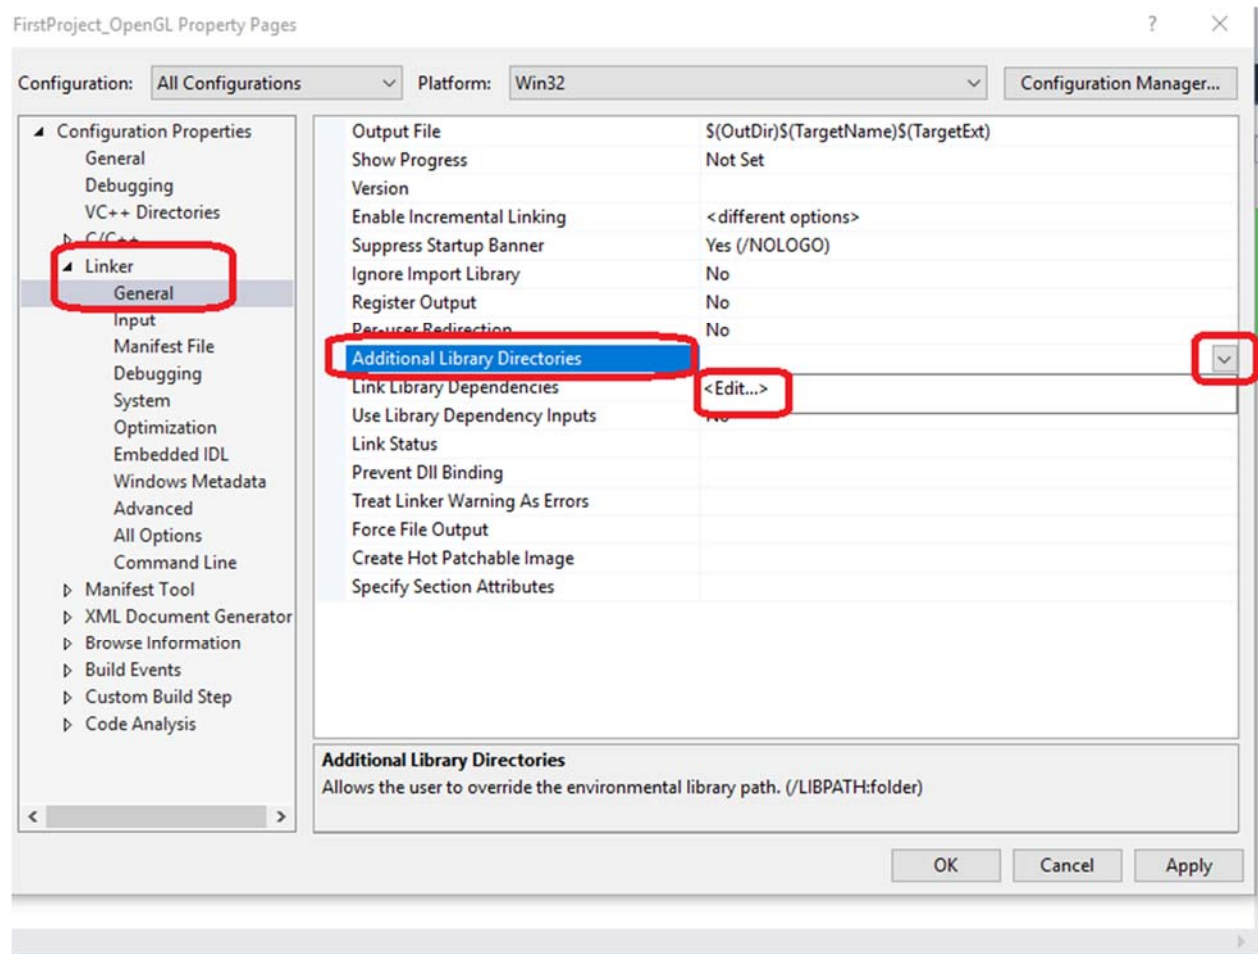 FirstProject_OpenGL Property Pages ? ×
Configuration: All Configurations Platform: Win32 Configuration Manager...
Configuration Properties
General
Debugging
VC++ Directories
C/C++
Linker
General
Input
Manifest File
Debugging
System
Optimization
Embedded IDL
Windows Metadata
Advanced
All Options
Command Line
Manifest Tool
XML Document Generator
Browse Information
Build Events
Custom Build Step
Code Analysis
Output File $(OutDir)$(TargetName)$(TargetExt)
Show Progress Not Set
Version
Enable Incremental Linking <different options>
Suppress Startup Banner Yes (/NOLOGO)
Ignore Import Library No
Register Output No
Per-user Redirection No
Additional Library Directories
Link Library Dependencies <Edit...>
Use Library Dependency Inputs No
Link Status
Prevent Dll Binding
Treat Linker Warning As Errors
Force File Output
Create Hot Patchable Image
Specify Section Attributes
Additional Library Directories
Allows the user to override the environmental library path. (/LIBPATH:folder)
OK Cancel Apply